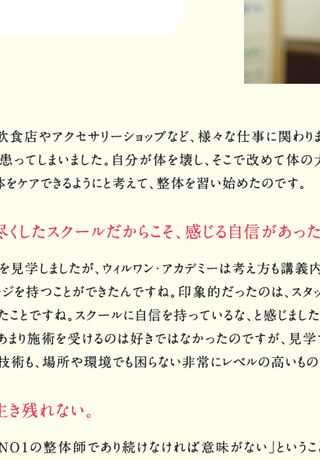 飲食店やアクセサリーショップなど、様々な仕事に関わりま
患ってしまいました。自分が体を壊し、そこで改めて体の大
体をケアできるようにと考えて、整体を習い始めたのです。
尽くしたスクールだからこそ、感じる自信があった
を見学しましたが、ウィルワン・アカデミーは考え方も講義内
ージを持つことができたんですね。印象的だったのは、スタッ
たことですね。スクールに自信を持っているな、と感じました
あまり施術を受けるのは好きではなかったのですが、見学で
技術も、場所や環境でも困らない非常にレベルの高いもの
生き残れない。
NO1の整体師であり続けなければ意味がない」ということ